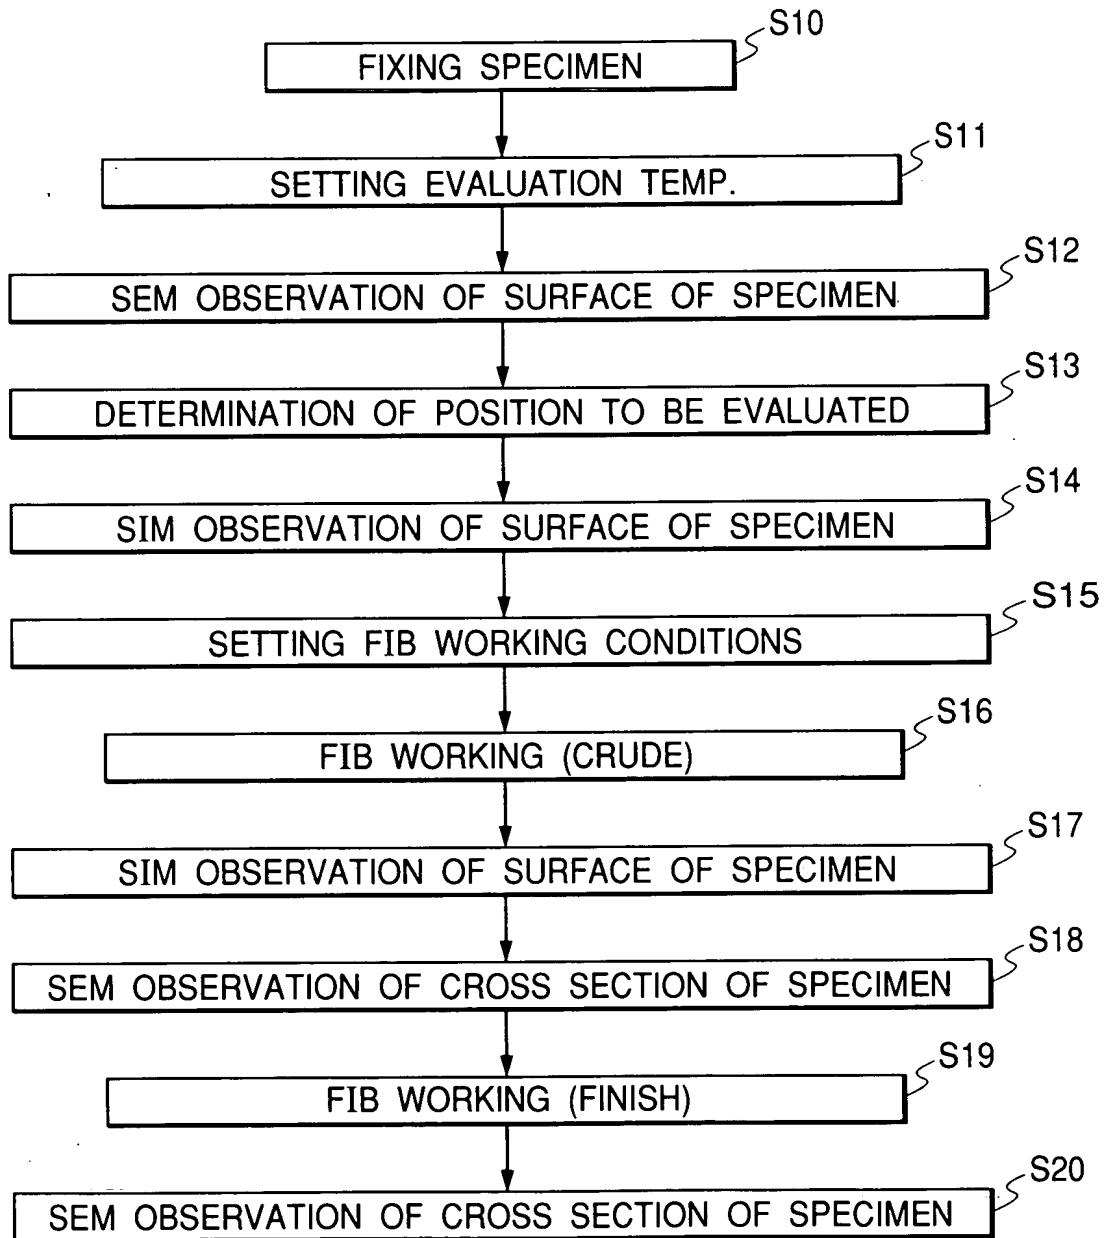 S10
FIXING SPECIMEN
S11
SETTING EVALUATION TEMP.
S12
SEM OBSERVATION OF SURFACE OF SPECIMEN
S13
DETERMINATION OF POSITION TO BE EVALUATED
S14
SIM OBSERVATION OF SURFACE OF SPECIMEN
S15
SETTING FIB WORKING CONDITIONS
S16
FIB WORKING (CRUDE)
S17
SIM OBSERVATION OF SURFACE OF SPECIMEN
S18
SEM OBSERVATION OF CROSS SECTION OF SPECIMEN
S19
FIB WORKING (FINISH)
S20
SEM OBSERVATION OF CROSS SECTION OF SPECIMEN